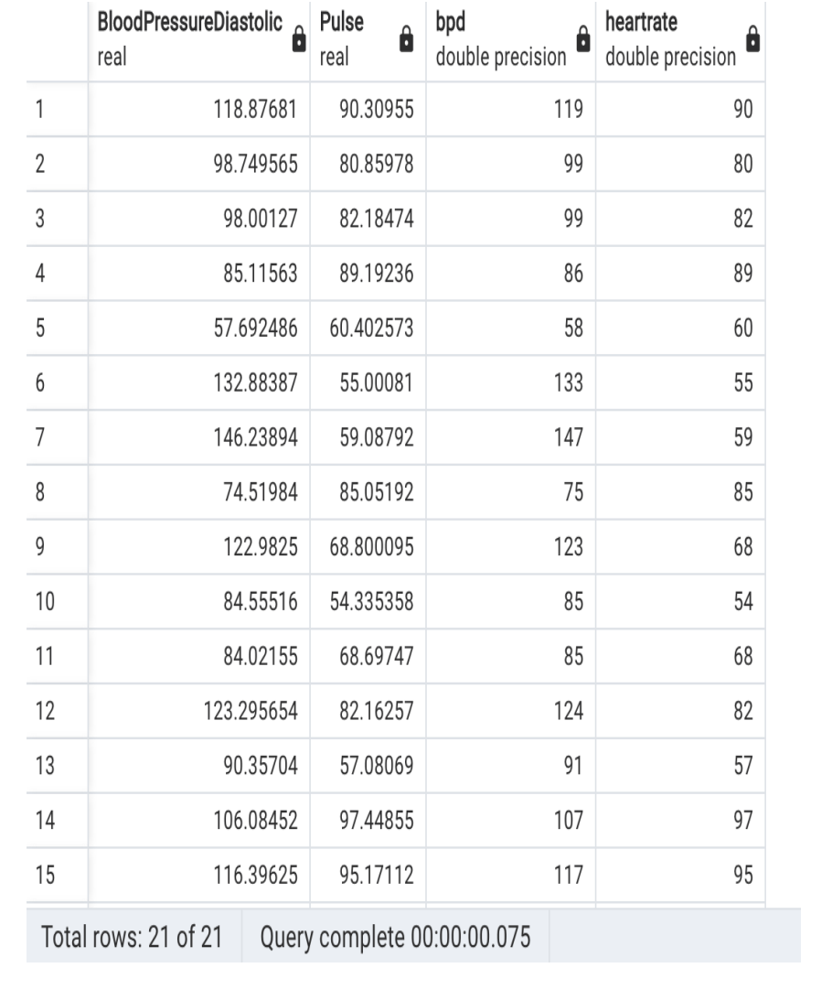 BloodPressureDiastolic Pulse bpd heartrate
real real double precision double precision
1 118.87681 90.30955 119 90
2 98.749565 80.85978 99 80
3 98.00127 82.18474 99 82
4 85.11563 89.19236 86 89
5 57.692486 60.402573 58 60
6 132.88387 55.00081 133 55
7 146.23894 59.08792 147 59
8 74.51984 85.05192 75 85
9 122.9825 68.800095 123 68
10 84.55516 54.335358 85 54
11 84.02155 68.69747 85 68
12 123.295654 82.16257 124 82
13 90.35704 57.08069 91 57
14 106.08452 97.44855 107 97
15 116.39625 95.17112 117 95
Total rows: 21 of 21 Query complete 00:00:00.075